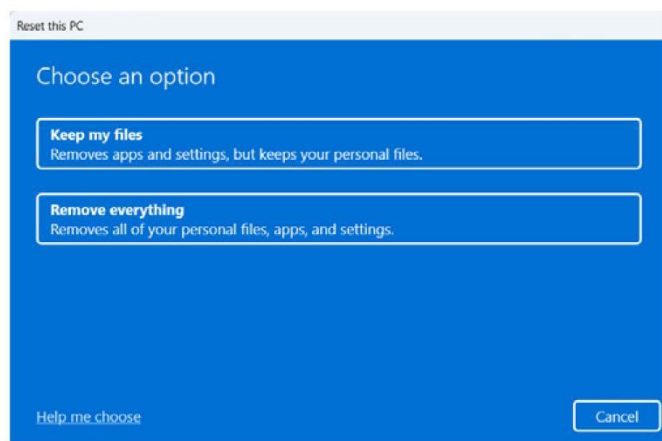 Reset this PC
Choose an option
Keep my files
Removes apps and settings, but keeps your personal files.
Remove everything
Removes all of your personal files, apps, and settings.
Help me choose
Cancel